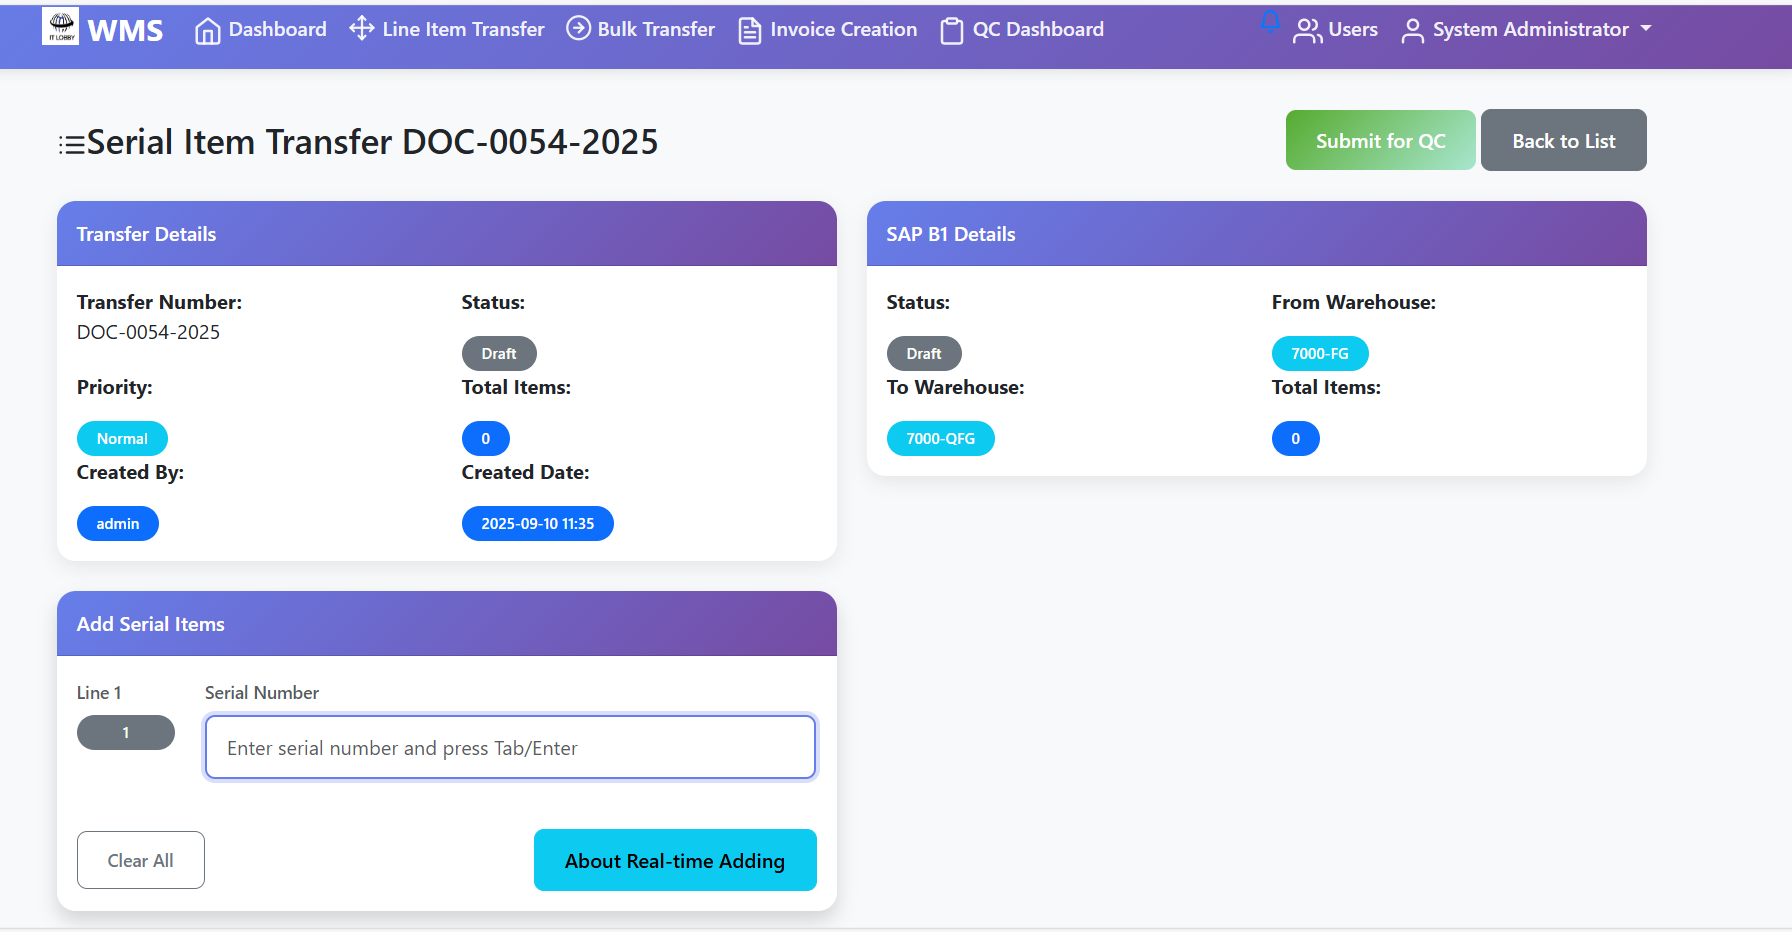 IT LOBBY
WMS Dashboard Line Item Transfer Bulk Transfer Invoice Creation QC Dashboard Users System Administrator
Serial Item Transfer DOC-0054-2025
Submit for QC Back to List
Transfer Details
Transfer Number: Status:
DOC-0054-2025
Draft
Priority: Total Items:
Normal 0
Created By: Created Date:
admin 2025-09-10 11:35
SAP B1 Details
Status: From Warehouse:
Draft 7000-FG
To Warehouse: Total Items:
7000-QFG 0
Add Serial Items
Line 1 Serial Number
1
Enter serial number and press Tab/Enter
Clear All About Real-time Adding